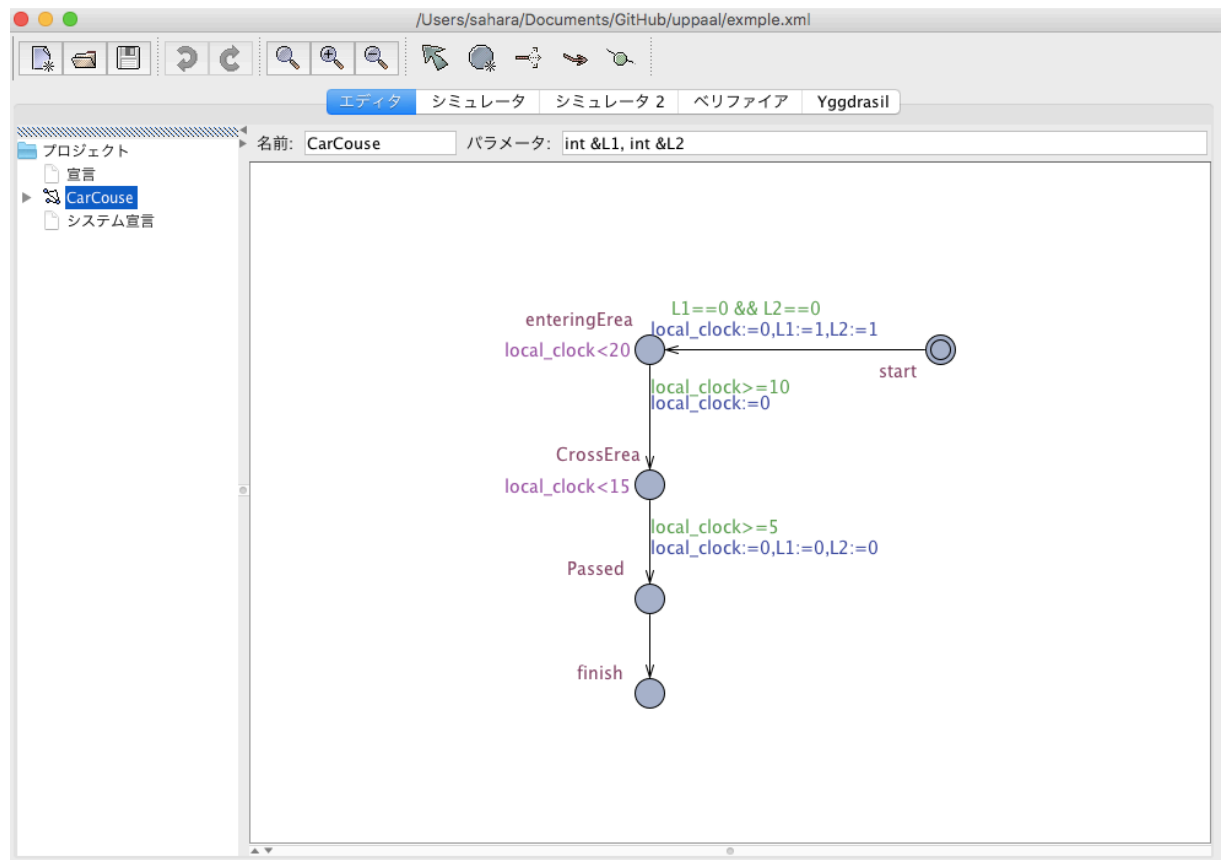 /Users/sahara/Documents/GitHub/uppaal/exmple.xml
エディタ シミュレータ シミュレータ 2 ベリファイア Yggdrasil
プロジェクト
宣言
CarCouse
システム宣言
名前: CarCouse パラメータ: int &L1, int &L2
L1==0 && L2==0
enteringErea
local_clock:=0,L1:=1,L2:=1
local_clock<20
start
local_clock>=10
local_clock:=0
CrossErea
local_clock<15
local_clock>=5
local_clock:=0,L1:=0,L2:=0
Passed
finish